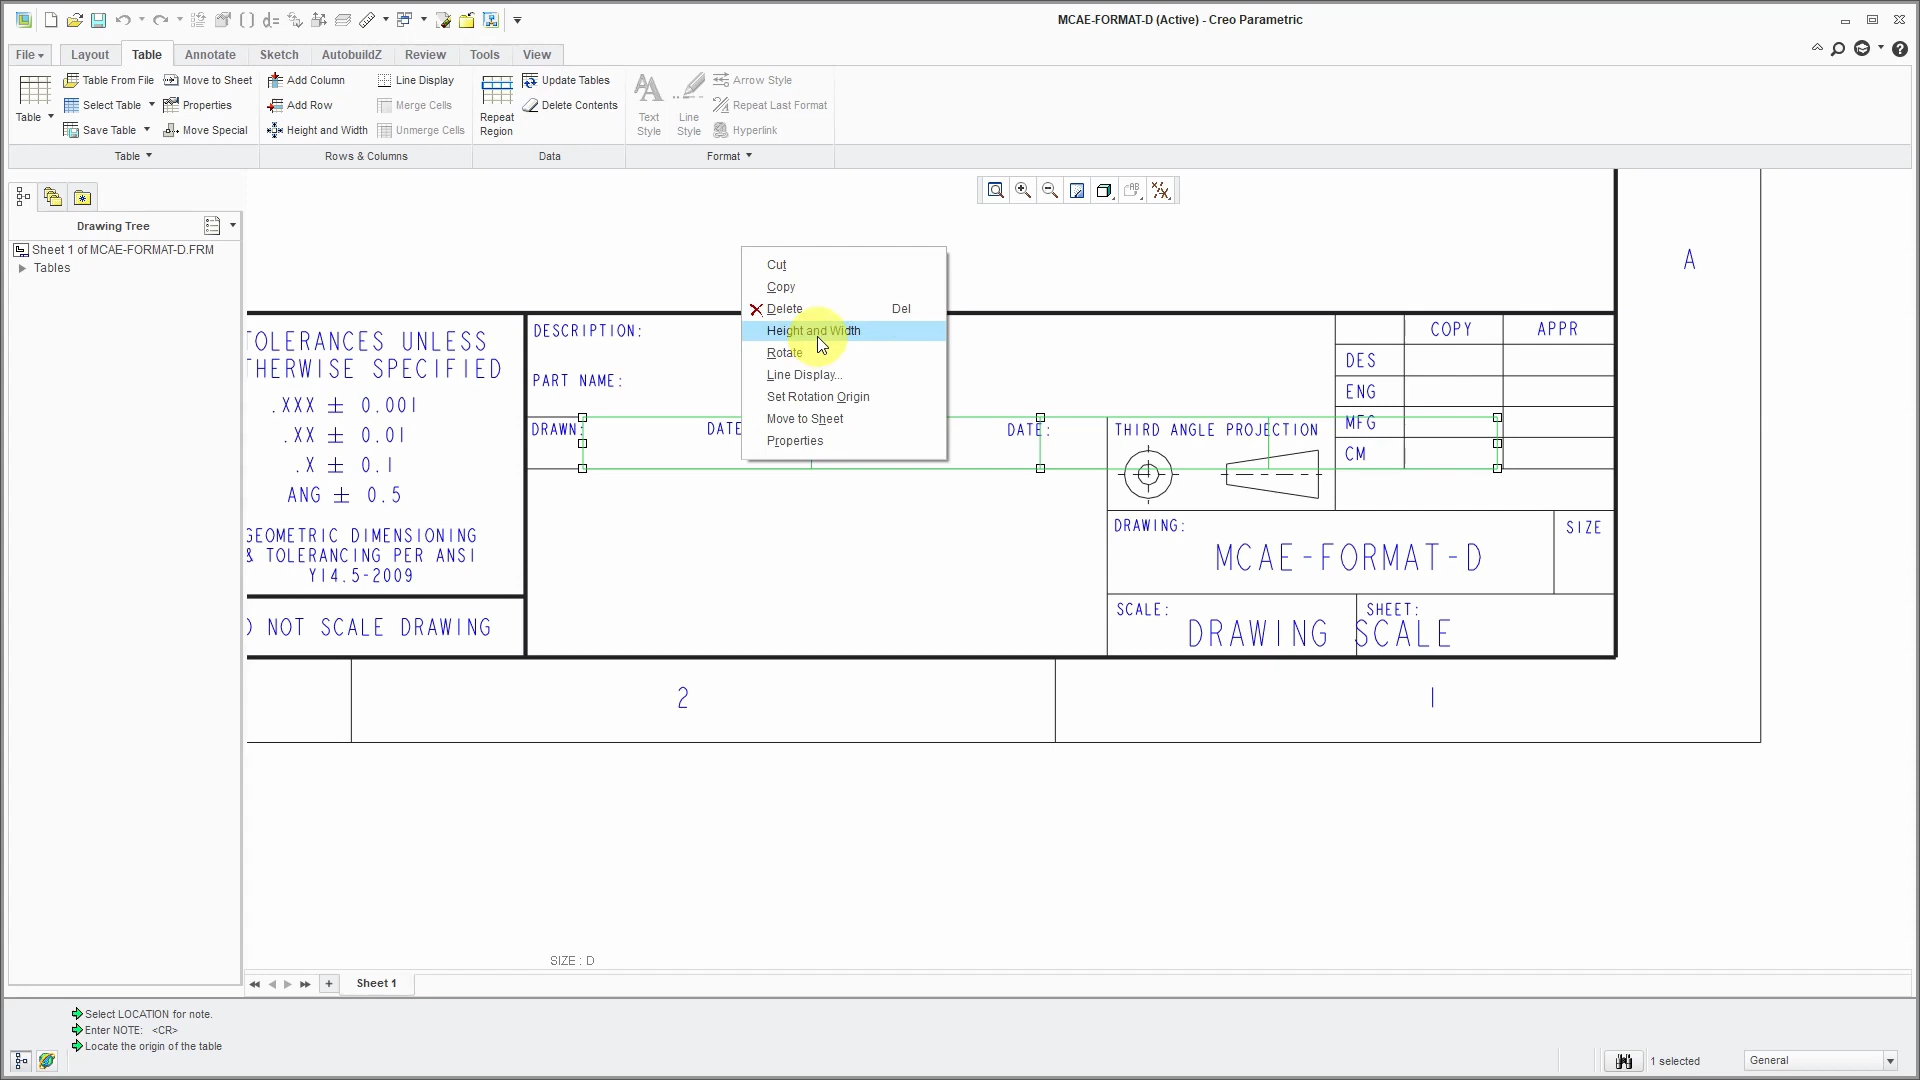 MCAE-FORMAT-D (Active) - Creo Parametric
File
Layout
Table
Annotate
Sketch
AutobuildZ
Review
Tools
View
Table
Table From File
Select Table
Save Table
Move to Sheet
Properties
Move Special
Add Column
Add Row
Height and Width
Line Display
Merge Cells
Unmerge Cells
Repeat Region
Update Tables
Delete Contents
Text Style
Line Style
Arrow Style
Repeat Last Format
Hyperlink
Table
Rows & Columns
Data
Format
Drawing Tree
Sheet 1 of MCAE-FORMAT-D.FRM
Tables
Cut
Copy
Delete Del
Height and Width
Rotate
Line Display...
Set Rotation Origin
Move to Sheet
Properties
A
TOLERANCES UNLESS
THERWISE SPECIFIED
.XXX ± 0.001
.XX ± 0.01
.X ± 0.1
ANG ± 0.5
GEOMETRIC DIMENSIONING
& TOLERANCING PER ANSI
Y14.5-2009
NOT SCALE DRAWING
DESCRIPTION:
PART NAME:
DRAWN:
DATE
DATE:
THIRD ANGLE PROJECTION
COPY
APPR
DES
ENG
MFG
CM
DRAWING:
MCAE-FORMAT-D
SIZE
SCALE:
SHEET:
DRAWING SCALE
2
1
SIZE : D
Sheet 1
Select LOCATION for note.
Enter NOTE: <CR>
Locate the origin of the table
1 selected
General